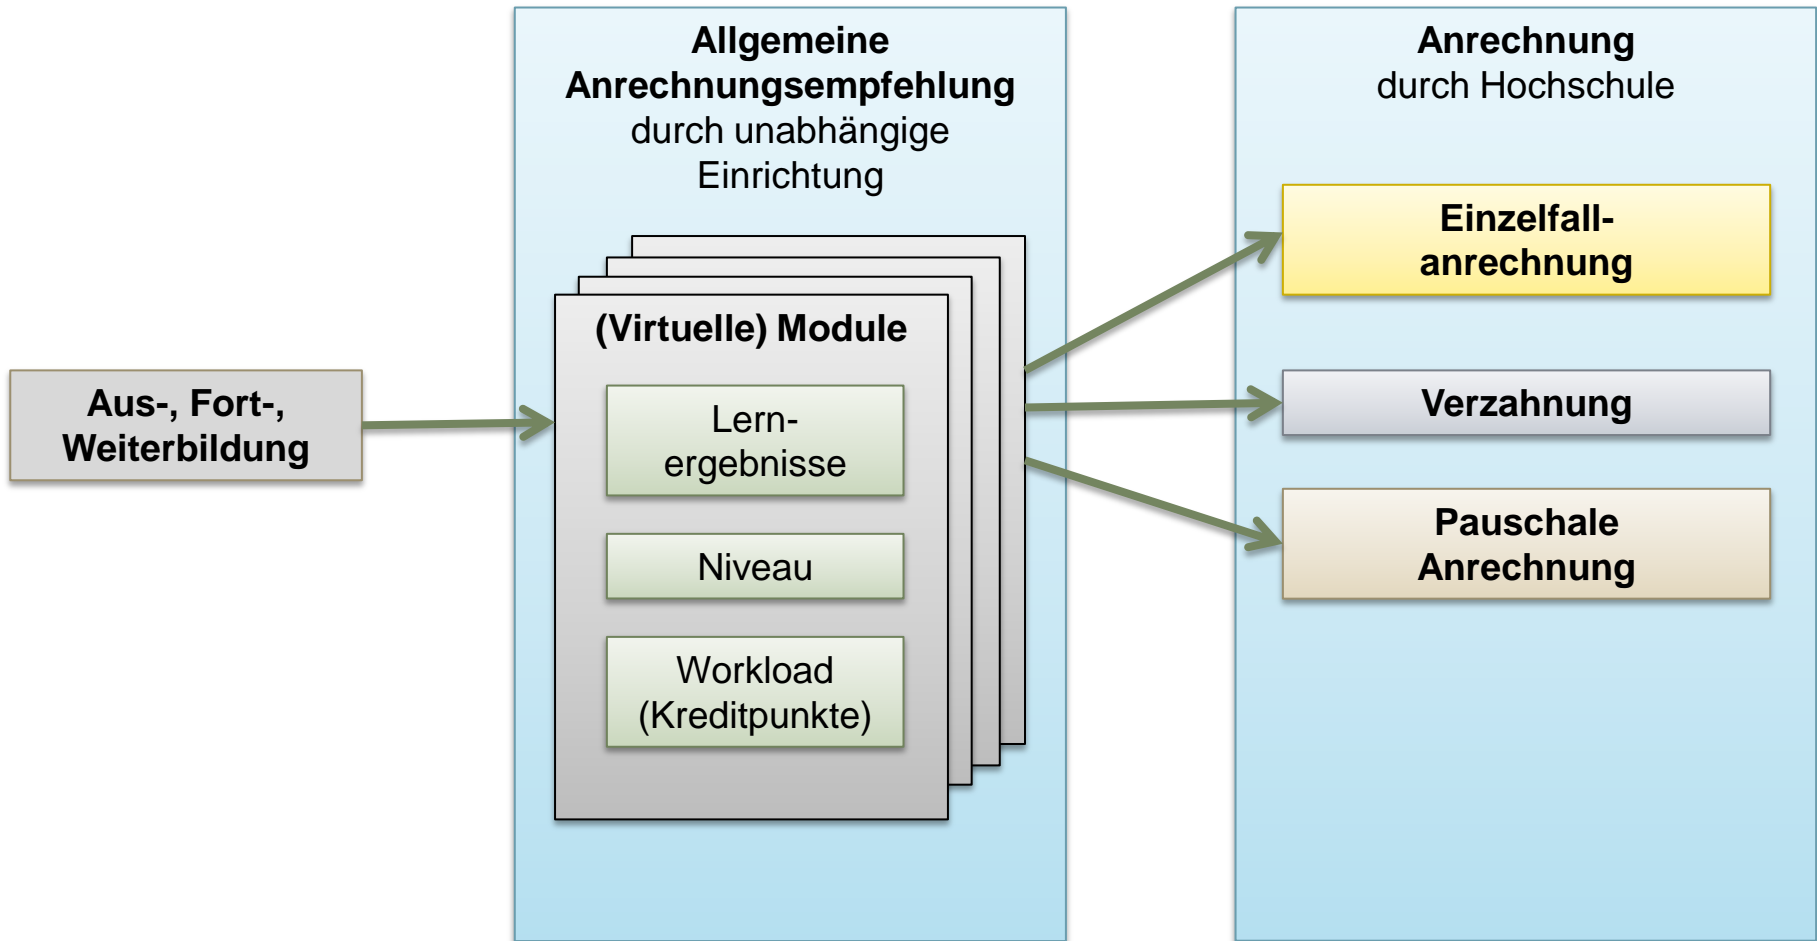 Aus-, Fort-,
Weiterbildung
Allgemeine
Anrechnungsempfehlung
durch unabhängige
Einrichtung
(Virtuelle) Module
Lern-
ergebnisse
Niveau
Workload
(Kreditpunkte)
Anrechnung
durch Hochschule
Einzelfall-
anrechnung
Verzahnung
Pauschale
Anrechnung